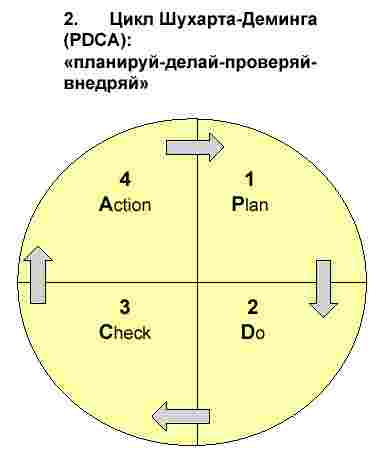 2. Цикл Шухарта-Деминга
(PDCA):
«планируй-делай-проверяй-
внедряй»
4
Action
1
Plan
3
Check
2
Do